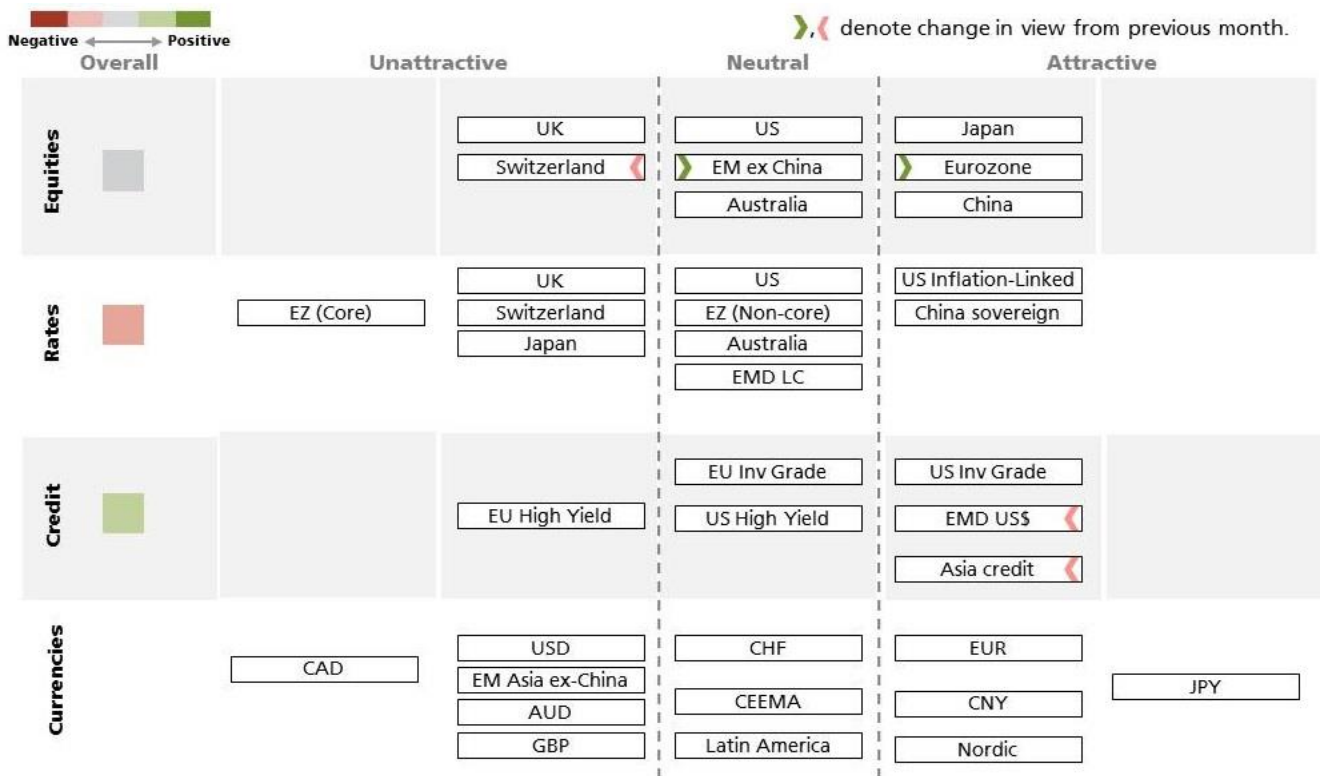 Negative Positive
❯,❮ denote change in view from previous month.
Overall Unattractive Neutral Attractive
Equities
UK US Japan
Switzerland EM ex China Eurozone
Australia China
Rates
UK US US Inflation-Linked
EZ (Core) Switzerland EZ (Non-core) China sovereign
Japan Australia
EMD LC
Credit
EU Inv Grade US Inv Grade
EU High Yield US High Yield EMD US$
Asia credit
Currencies
USD CHF EUR
CAD EM Asia ex-China JPY
AUD CEEMA CNY
GBP Latin America Nordic